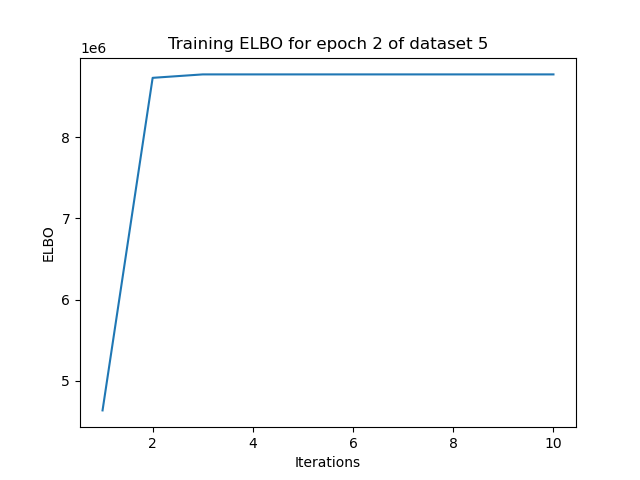 Training ELBO for epoch 2 of dataset 5
1e6
8
7
6
5
ELBO
2 4 6 8 10
Iterations